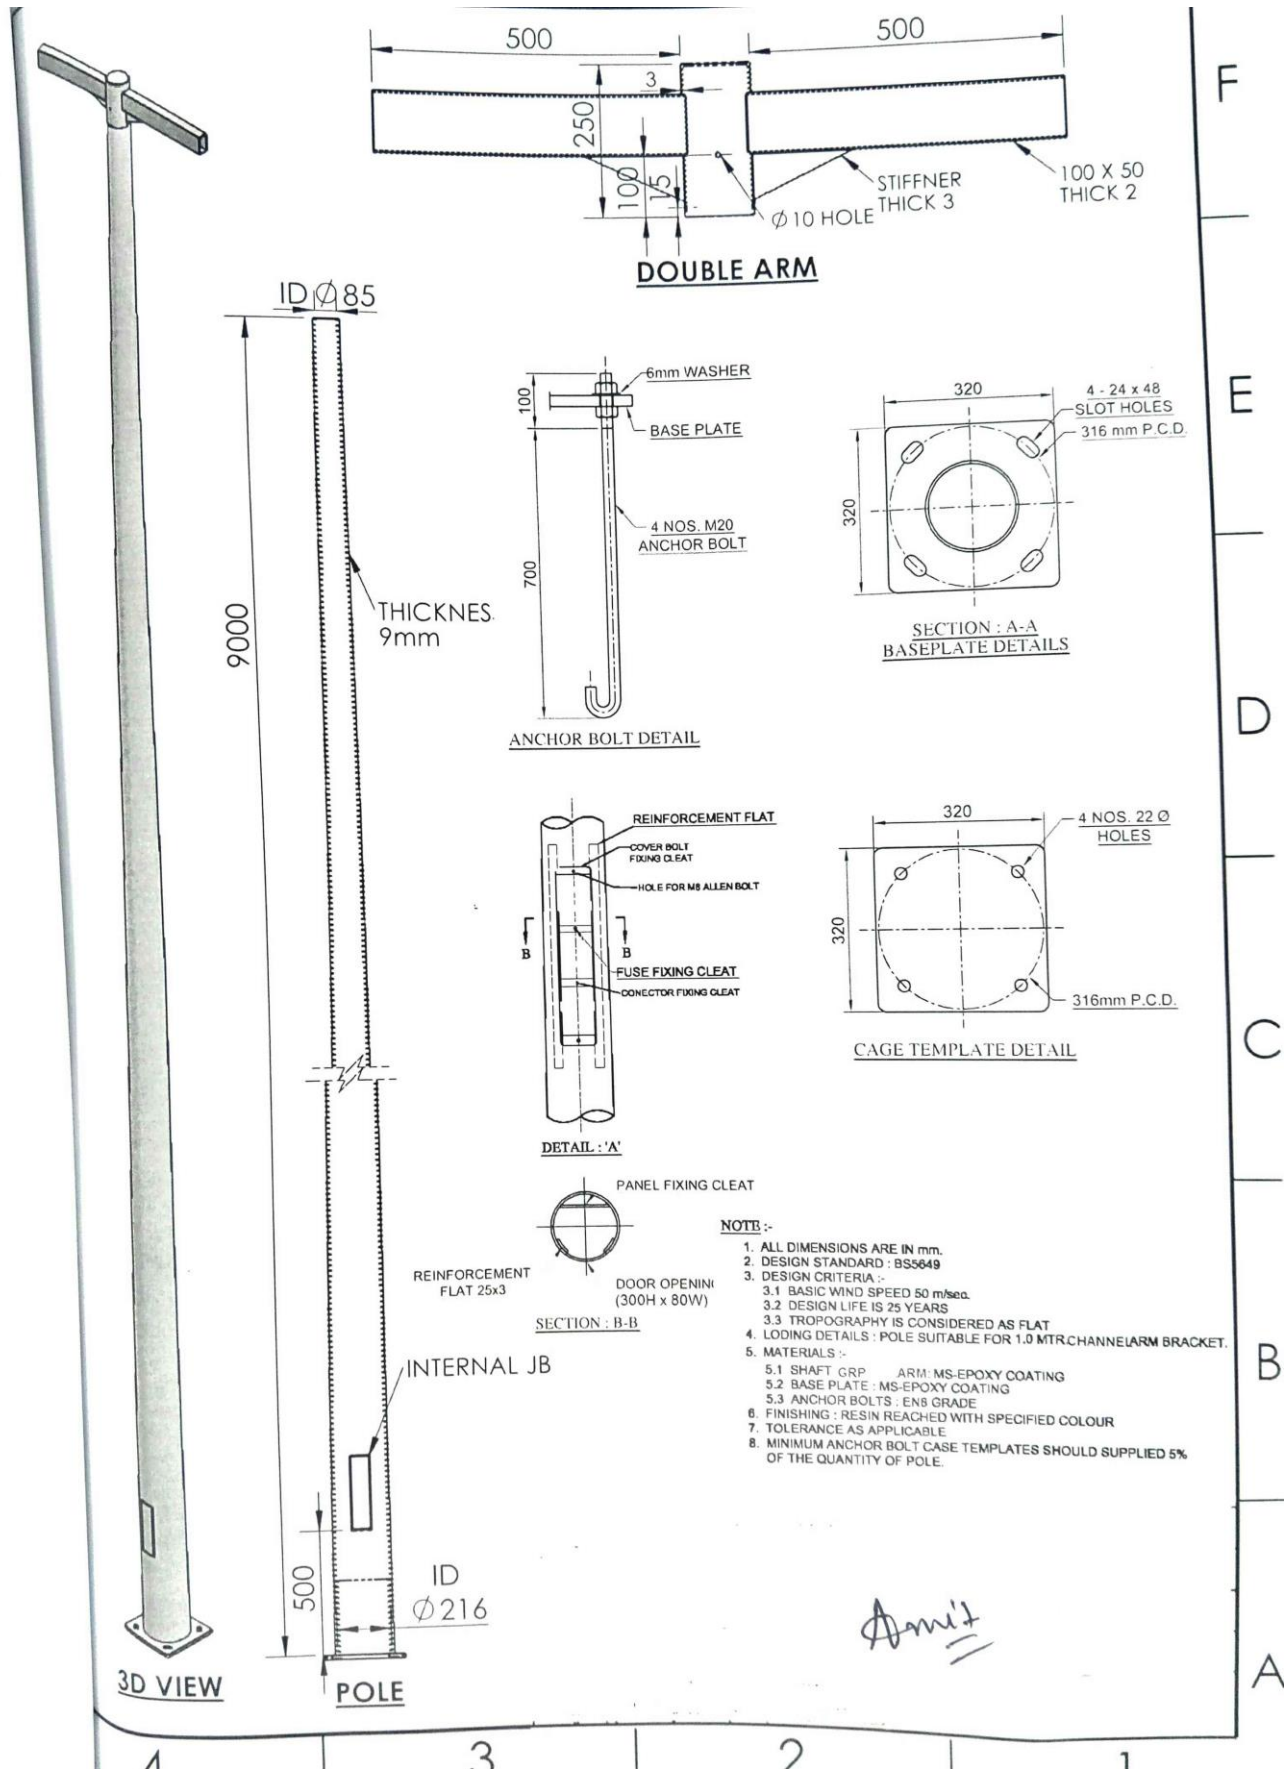 500
500
3
250
100
15
STIFFNER
THICK 3
100 X 50
THICK 2
Ø10 HOLE
DOUBLE ARM
F
ID Ø 85
9000
THICKNES
9mm
100
6mm WASHER
BASE PLATE
4 NOS. M20
ANCHOR BOLT
700
ANCHOR BOLT DETAIL
320
4 - 24 x 48
SLOT HOLES
316 mm P.C.D.
320
SECTION : A-A
BASEPLATE DETAILS
E
D
REINFORCEMENT FLAT
COVER BOLT
FIXING CLEAT
HOLE FOR M8 ALLEN BOLT
B
B
FUSE FIXING CLEAT
CONECTOR FIXING CLEAT
DETAIL : 'A'
320
4 NOS. 22 Ø
HOLES
320
316mm P.C.D.
CAGE TEMPLATE DETAIL
C
PANEL FIXING CLEAT
REINFORCEMENT
FLAT 25x3
DOOR OPENING
(300H x 80W)
SECTION : B-B
NOTE :-
1. ALL DIMENSIONS ARE IN mm.
2. DESIGN STANDARD : BS5649
3. DESIGN CRITERIA :-
3.1 BASIC WIND SPEED 50 m/sec.
3.2 DESIGN LIFE IS 25 YEARS
3.3 TROPOGRAPHY IS CONSIDERED AS FLAT
4. LODING DETAILS : POLE SUITABLE FOR 1.0 MTR.CHANNELARM BRACKET.
5. MATERIALS :-
5.1 SHAFT GRP ARM: MS-EPOXY COATING
5.2 BASE PLATE : MS-EPOXY COATING
5.3 ANCHOR BOLTS : EN8 GRADE
6. FINISHING : RESIN REACHED WITH SPECIFIED COLOUR
7. TOLERANCE AS APPLICABLE
8. MINIMUM ANCHOR BOLT CASE TEMPLATES SHOULD SUPPLIED 5%
OF THE QUANTITY OF POLE.
B
INTERNAL JB
500
ID
Ø 216
3D VIEW
POLE
Amit
A
4
3
2
1